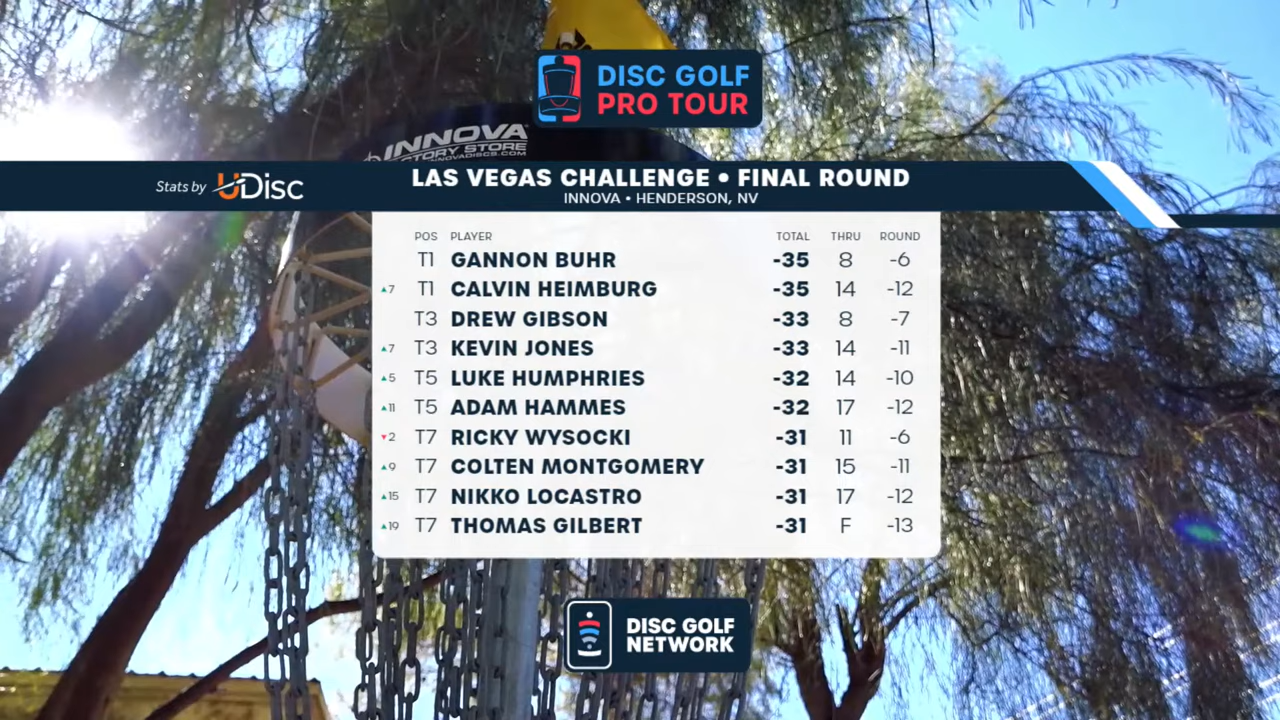 DISC GOLF
PRO TOUR
INNOVA
FACTORY STORE
INNOVADISCS.COM
Stats by UDisc
LAS VEGAS CHALLENGE • FINAL ROUND
INNOVA • HENDERSON, NV
POS PLAYER TOTAL THRU ROUND
T1 GANNON BUHR -35 8 -6
▲7 T1 CALVIN HEIMBURG -35 14 -12
T3 DREW GIBSON -33 8 -7
▲7 T3 KEVIN JONES -33 14 -11
▲5 T5 LUKE HUMPHRIES -32 14 -10
▲11 T5 ADAM HAMMES -32 17 -12
▼2 T7 RICKY WYSOCKI -31 11 -6
▲9 T7 COLTEN MONTGOMERY -31 15 -11
▲15 T7 NIKKO LOCASTRO -31 17 -12
▲19 T7 THOMAS GILBERT -31 F -13
DISC GOLF
NETWORK